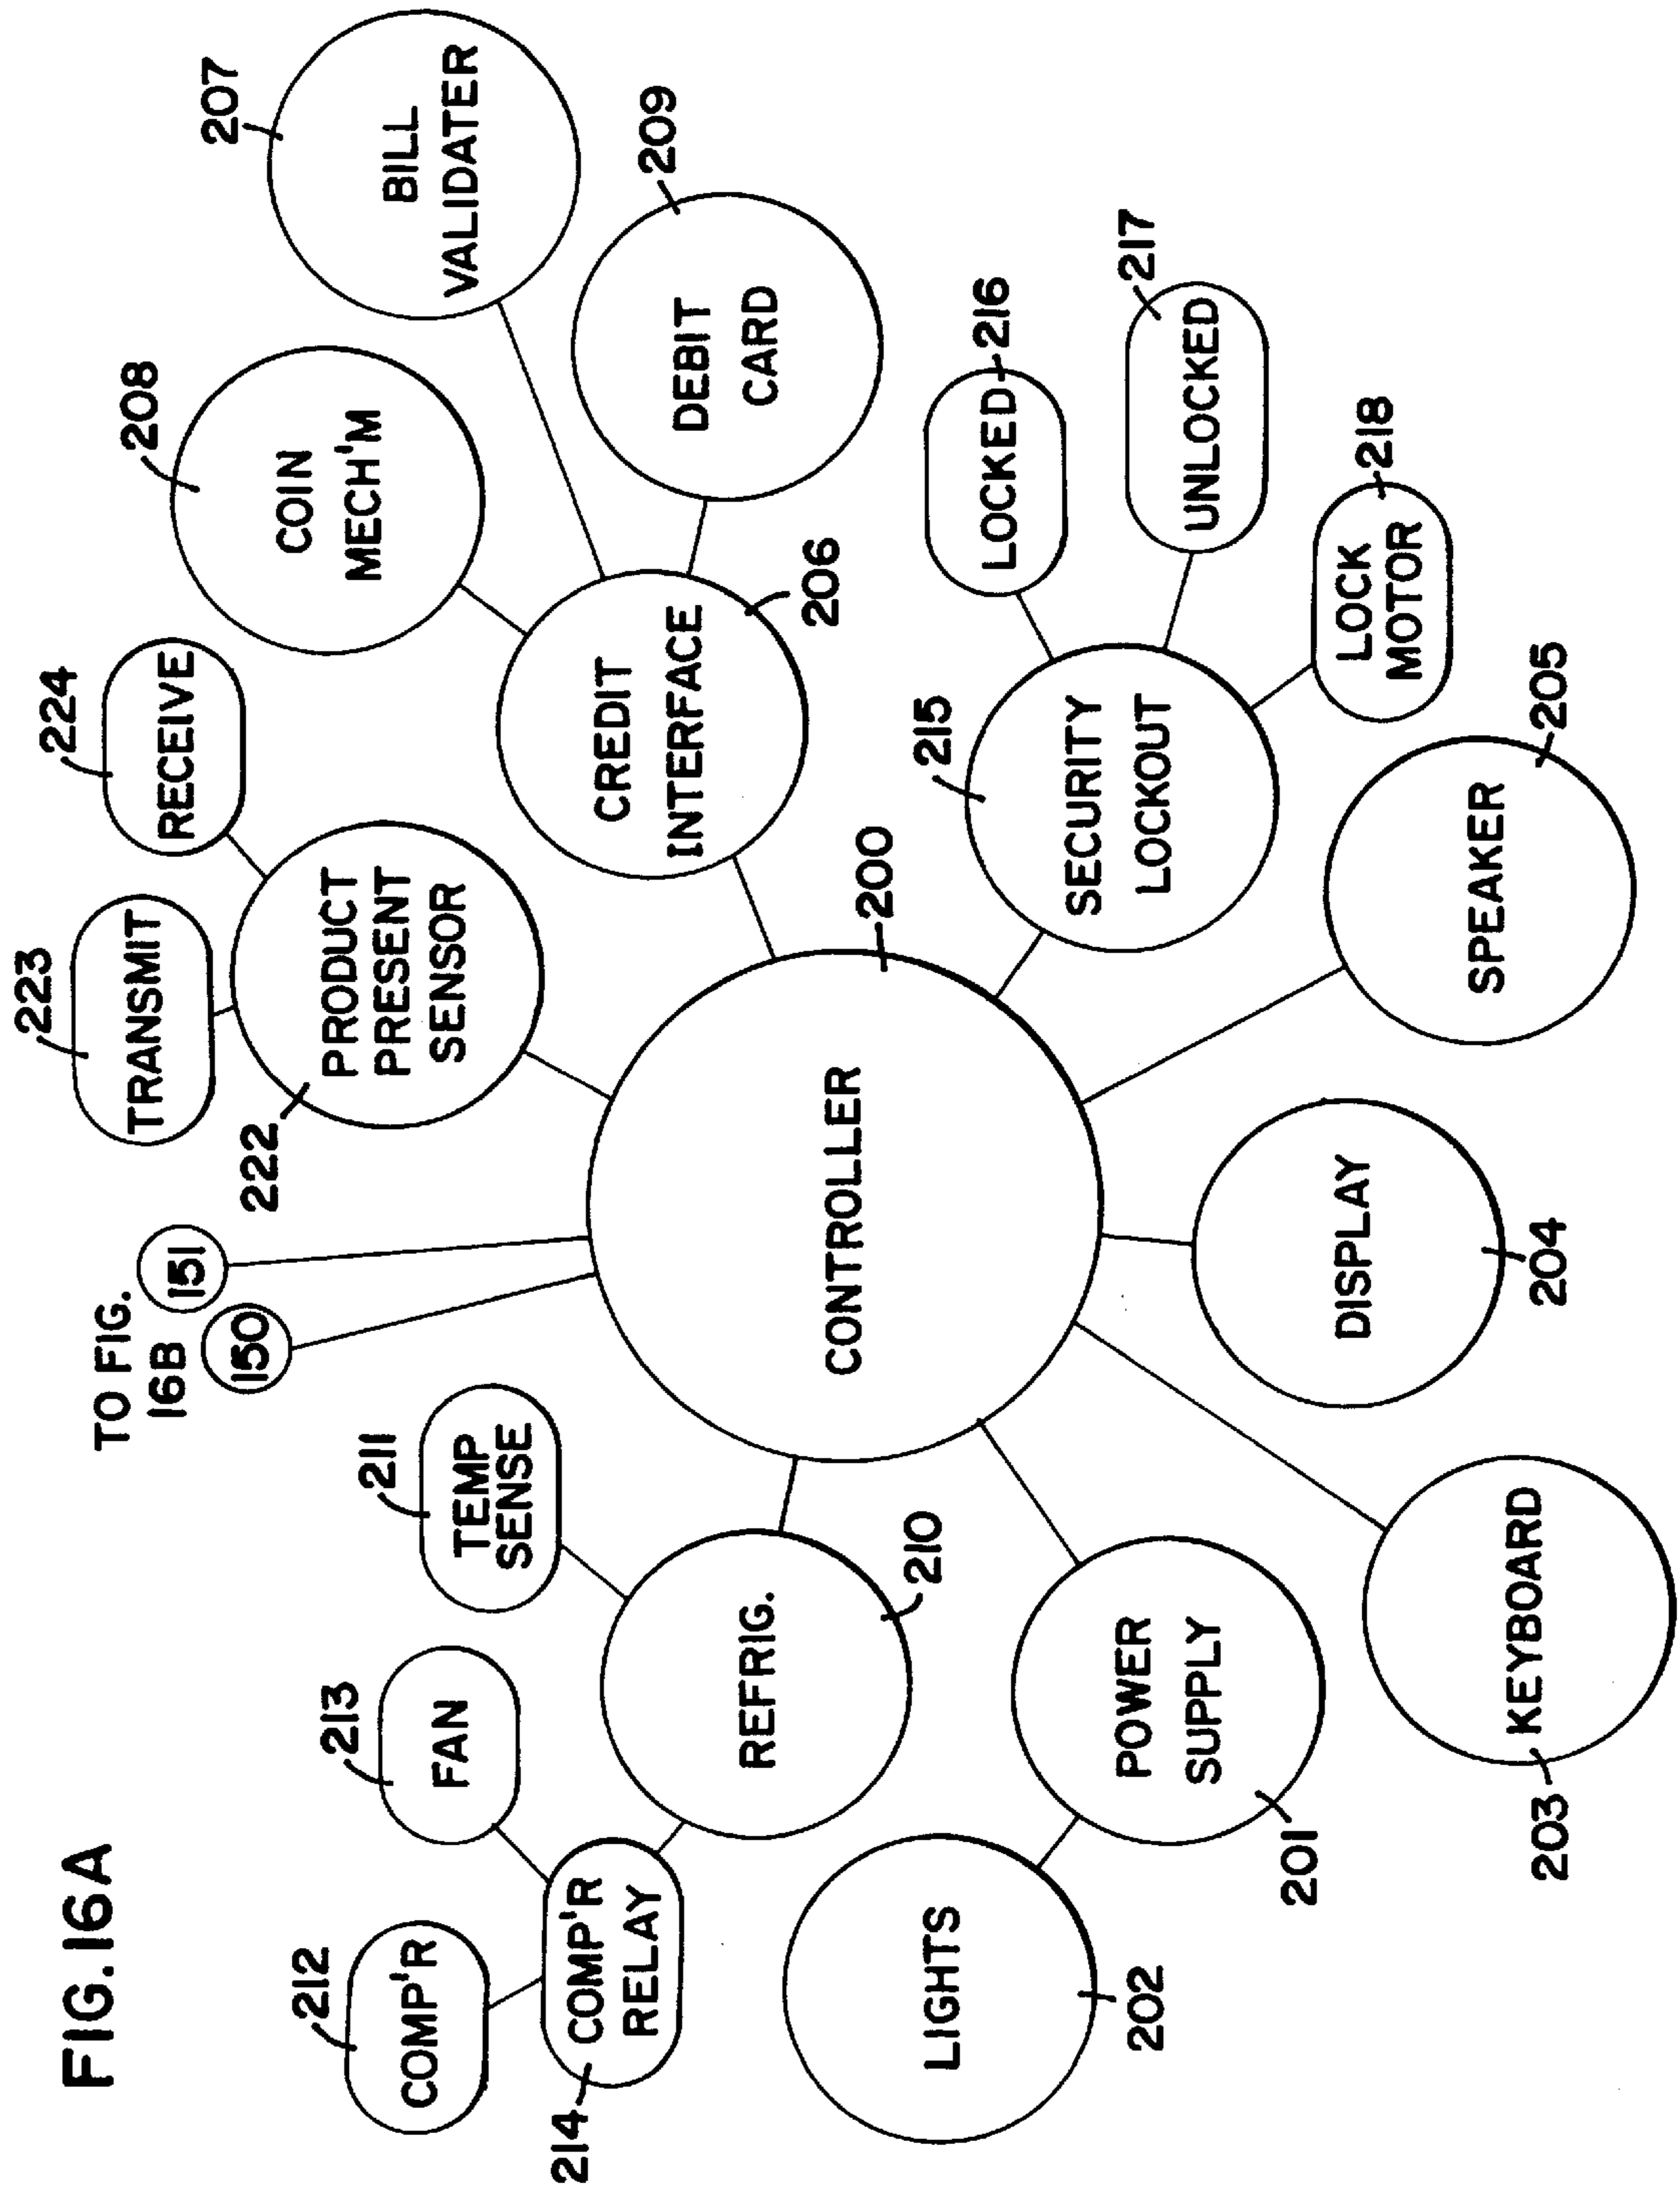 FIG.16A
TO FIG.
16B
150
151
223
TRANSMIT
224
RECEIVE
222
PRODUCT
PRESENT
SENSOR
208
COIN
MECH'M
207
BILL
VALIDATER
209
DEBIT
CARD
CREDIT
INTERFACE
206
212
COMP'R
213
FAN
211
TEMP
SENSE
214
COMP'R
RELAY
REFRIG.
210
CONTROLLER
200
215
SECURITY
LOCKOUT
LOCKED
216
217
UNLOCKED
218
LOCK
MOTOR
LIGHTS
202
POWER
SUPPLY
201
203
KEYBOARD
DISPLAY
204
SPEAKER
205